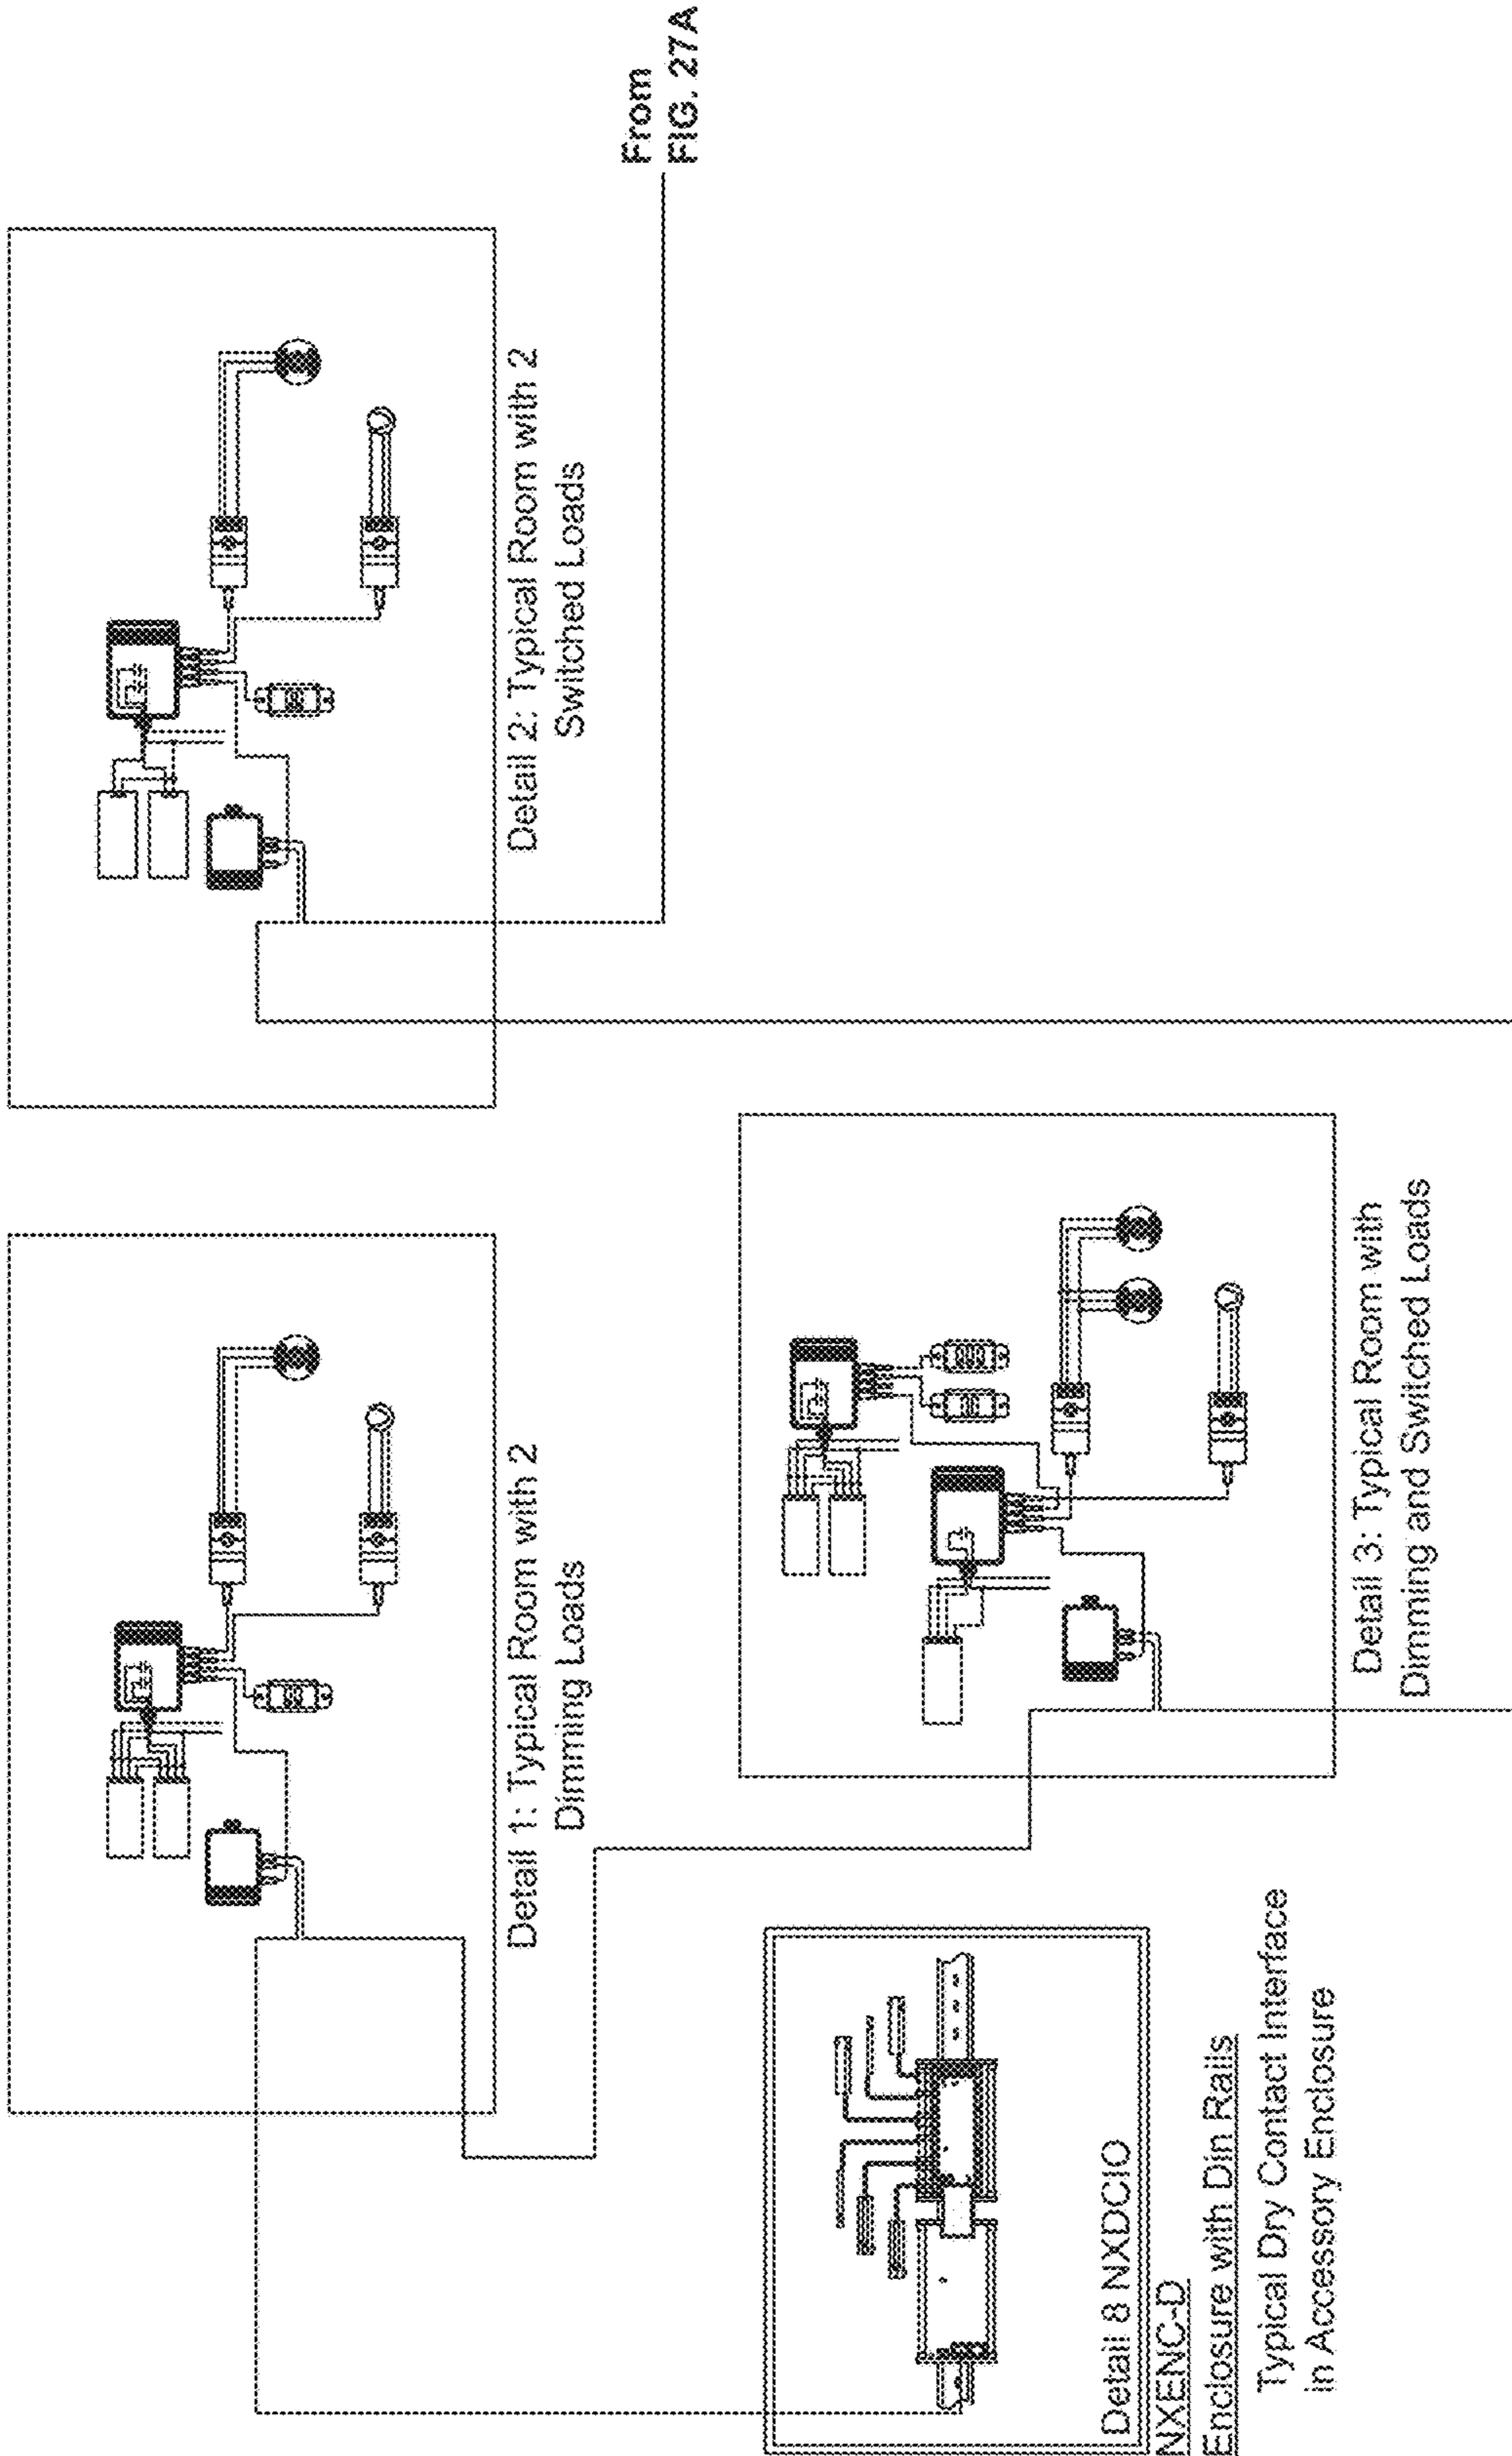 From
FIG. 27A
Detail 2: Typical Room with 2
Switched Loads
Detail 1: Typical Room with 2
Dimming Loads
Detail 3: Typical Room with
Dimming and Switched Loads
Detail 8 NXDCIO
NXENC-D
Enclosure with Din Rails
Typical Dry Contact Interface
in Accessory Enclosure